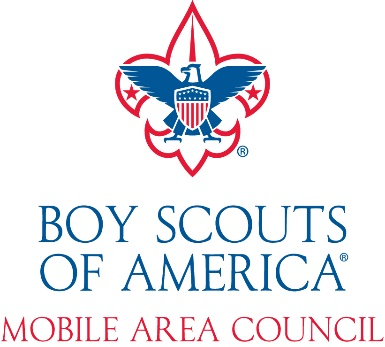 ®
BOY SCOUTS
OF AMERICA®
MOBILE AREA COUNCIL